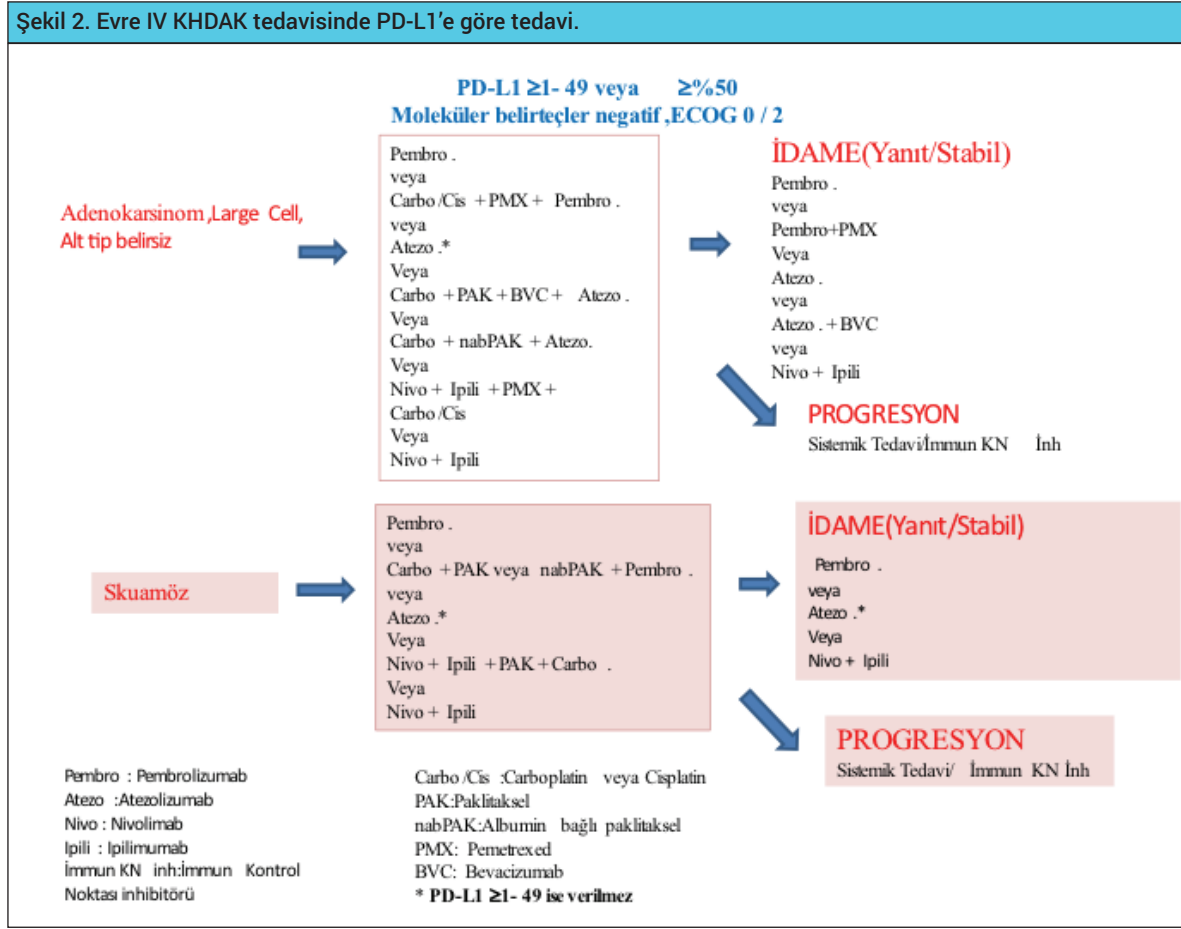 Şekil 2. Evre IV KHDAK tedavisinde PD-L1’e göre tedavi.
PD-L1 ≥1- 49 veya ≥%50
Moleküler belirteçler negatif ,ECOG 0 / 2
Adenokarsinom ,Large Cell,
Alt tip belirsiz
Pembro .
veya
Carbo /Cis +PMX + Pembro .
veya
Atezo .*
Veya
Carbo +PAK +BVC + Atezo .
Veya
Carbo + nabPAK + Atezo.
Veya
Nivo + Ipili +PMX +
Carbo /Cis
Veya
Nivo + Ipili
İDAME(Yanıt/Stabil)
Pembro .
veya
Pembro+PMX
Veya
Atezo .
veya
Atezo . +BVC
veya
Nivo + Ipili
PROGRESYON
Sistemik Tedavi/İmmun KN İnh
Skuamöz
Pembro .
veya
Carbo +PAK veya nabPAK +Pembro .
veya
Atezo .*
Veya
Nivo + Ipili +PAK +Carbo .
Veya
Nivo + Ipili
İDAME(Yanıt/Stabil)
Pembro .
veya
Atezo .*
Veya
Nivo + Ipili
PROGRESYON
Sistemik Tedavi/ İmmun KN İnh
Pembro : Pembrolizumab
Atezo :Atezolizumab
Nivo : Nivolimab
Ipili : Ipilimumab
İmmun KN inh:İmmun Kontrol
Noktası inhibitörü
Carbo /Cis :Carboplatin veya Cisplatin
PAK:Paklitaksel
nabPAK:Albumin bağlı paklitaksel
PMX: Pemetrexed
BVC: Bevacizumab
* PD-L1 ≥1- 49 ise verilmez